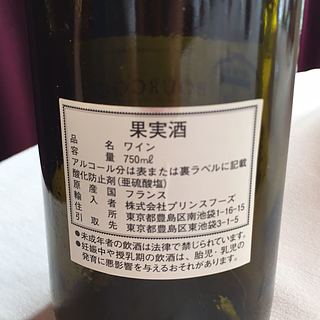 BOURGO
果実酒
品名 ワイン
容量 750mℓ
アルコール分は表または裏ラベルに記載
酸化防止剤(亜硫酸塩)
原産国 フランス
輸入者 株式会社プリンスフーズ
住所 東京都豊島区南池袋1-16-15
引取先 東京都豊島区東池袋3-1-5
●未成年者の飲酒は法律で禁じられています。
●妊娠中や授乳期の飲酒は、胎児・乳児の
発育に悪影響を与えるおそれがあります。